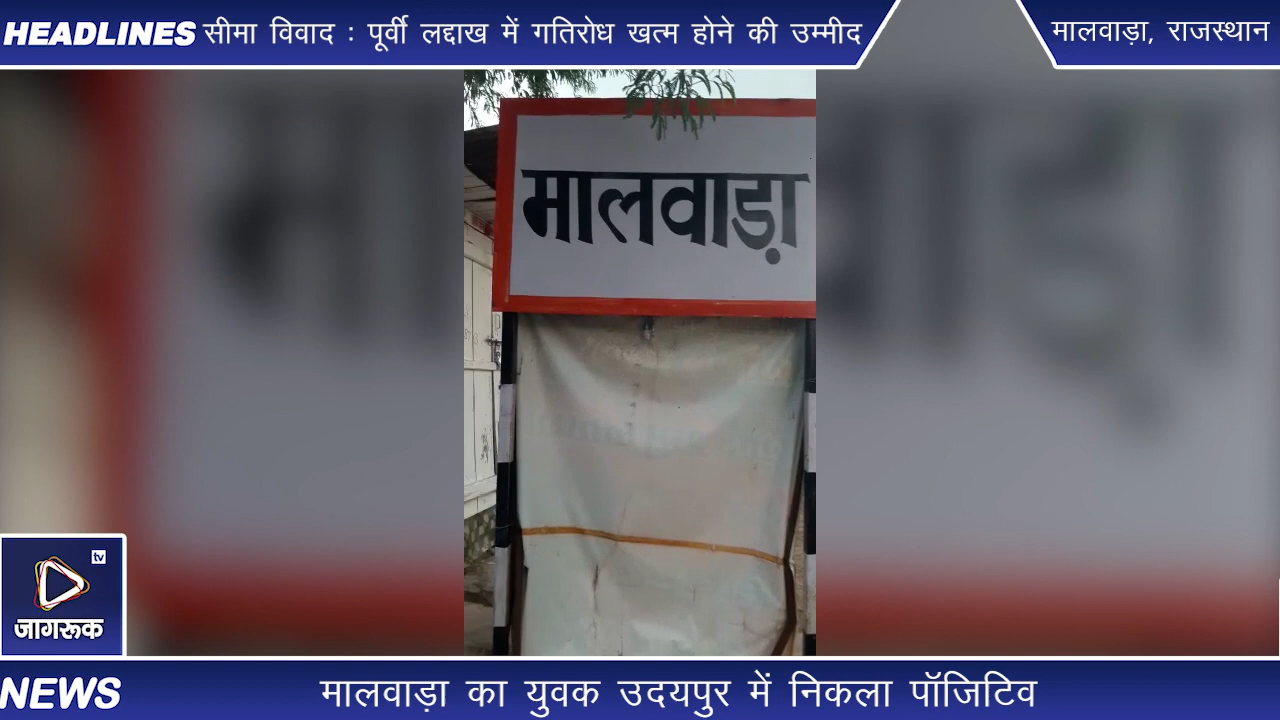 HEADLINES सीमा विवाद : पूर्वी लद्दाख में गतिरोध खत्म होने की उम्मीद
मालवाड़ा, राजस्थान
मालवाड़ा
tv
जागरूक
NEWS मालवाड़ा का युवक उदयपुर में निकला पॉजिटिव